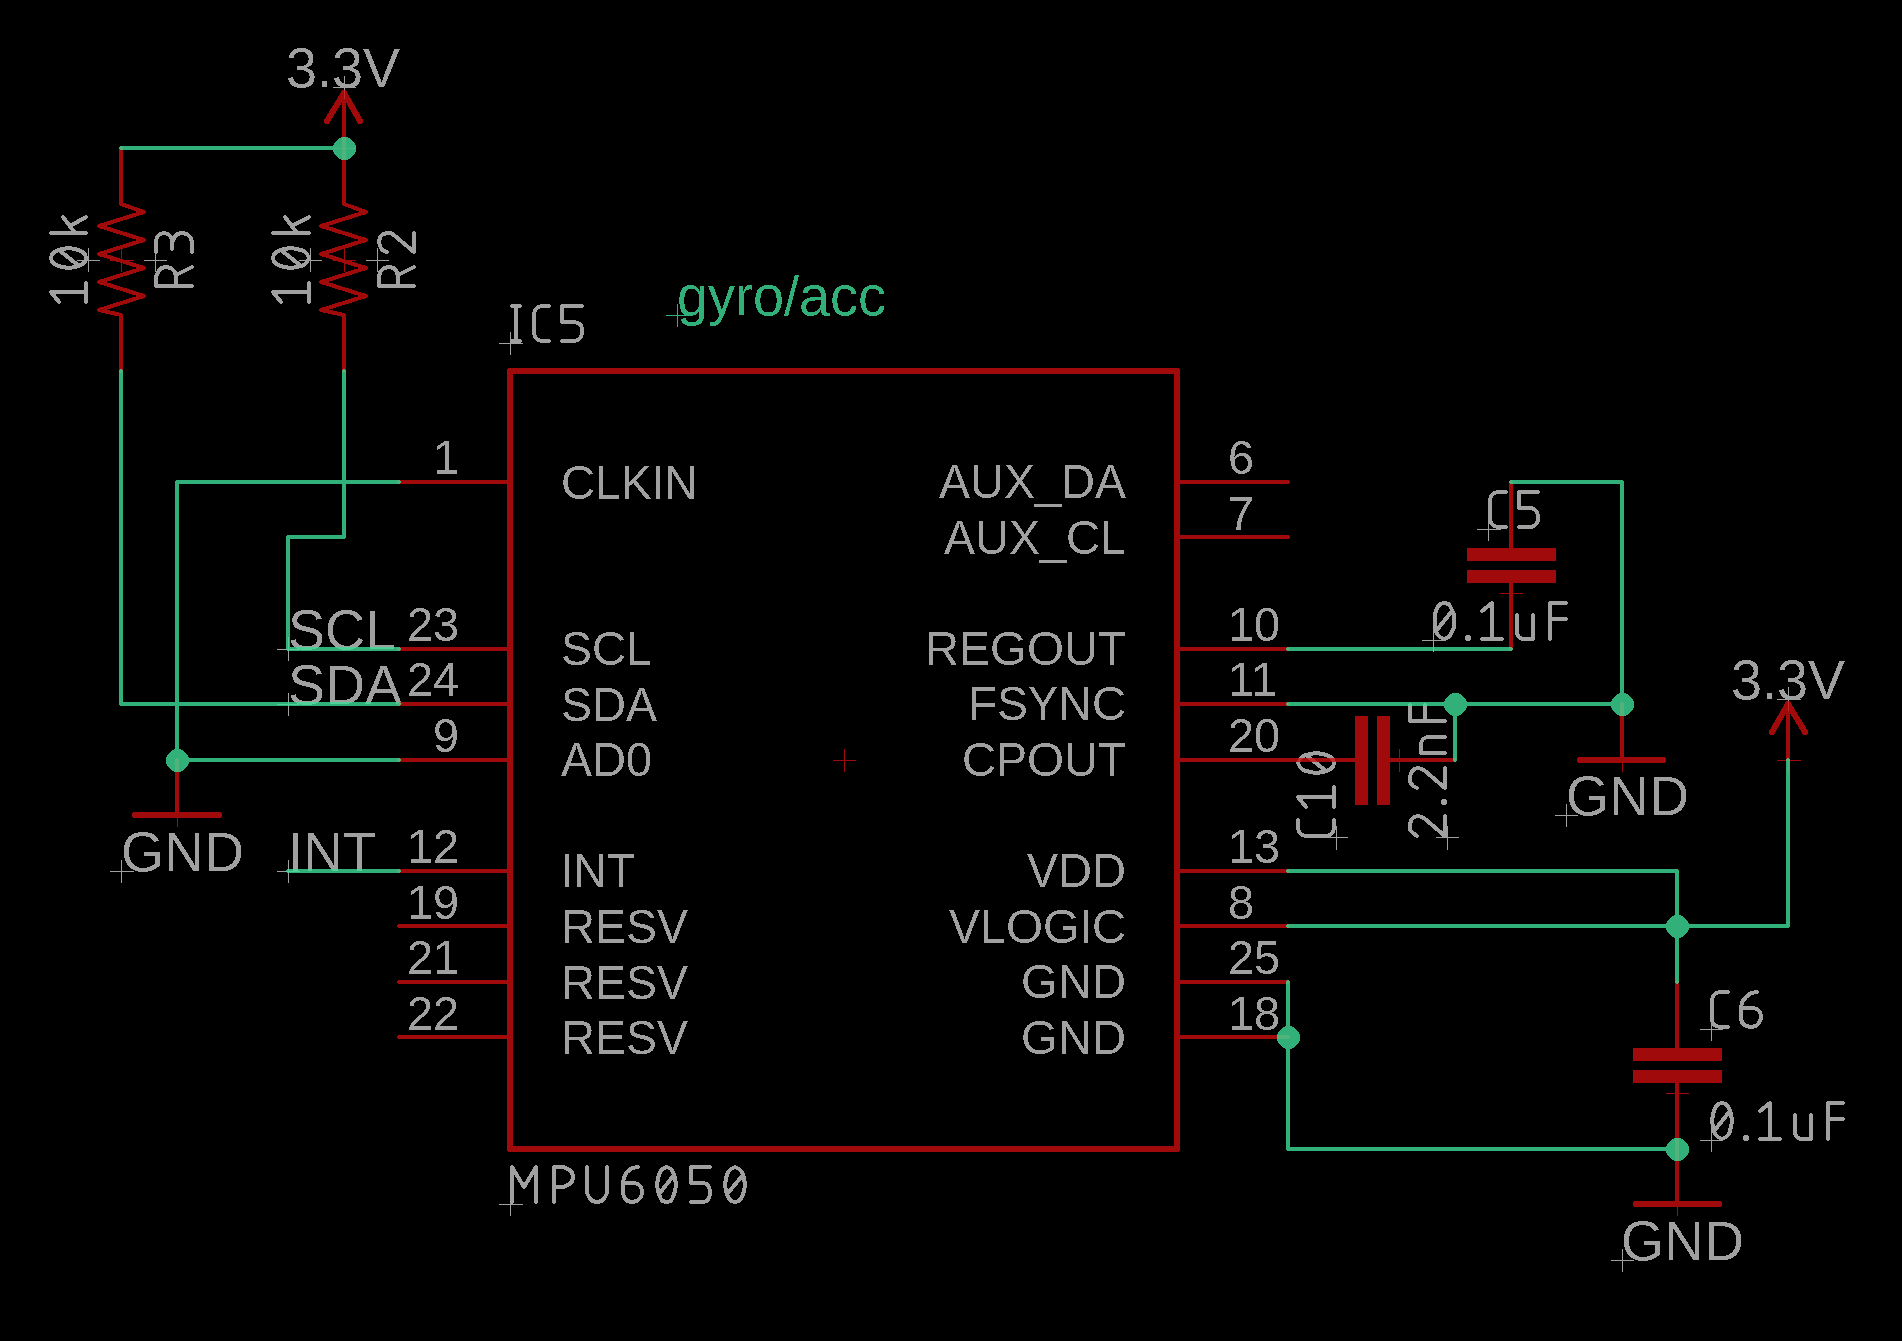 3.3V
10k
R3
10k
R2
gyro/acc
IC5
1
CLKIN
SCL
23
SCL
SDA
24
SDA
9
AD0
GND
INT
12
INT
19
RESV
21
RESV
22
RESV
AUX_DA
6
AUX_CL
7
REGOUT
10
FSYNC
11
CPOUT
20
VDD
13
VLOGIC
8
GND
25
GND
18
C5
0.1uF
C10
2.2nF
GND
3.3V
C6
0.1uF
GND
MPU6050